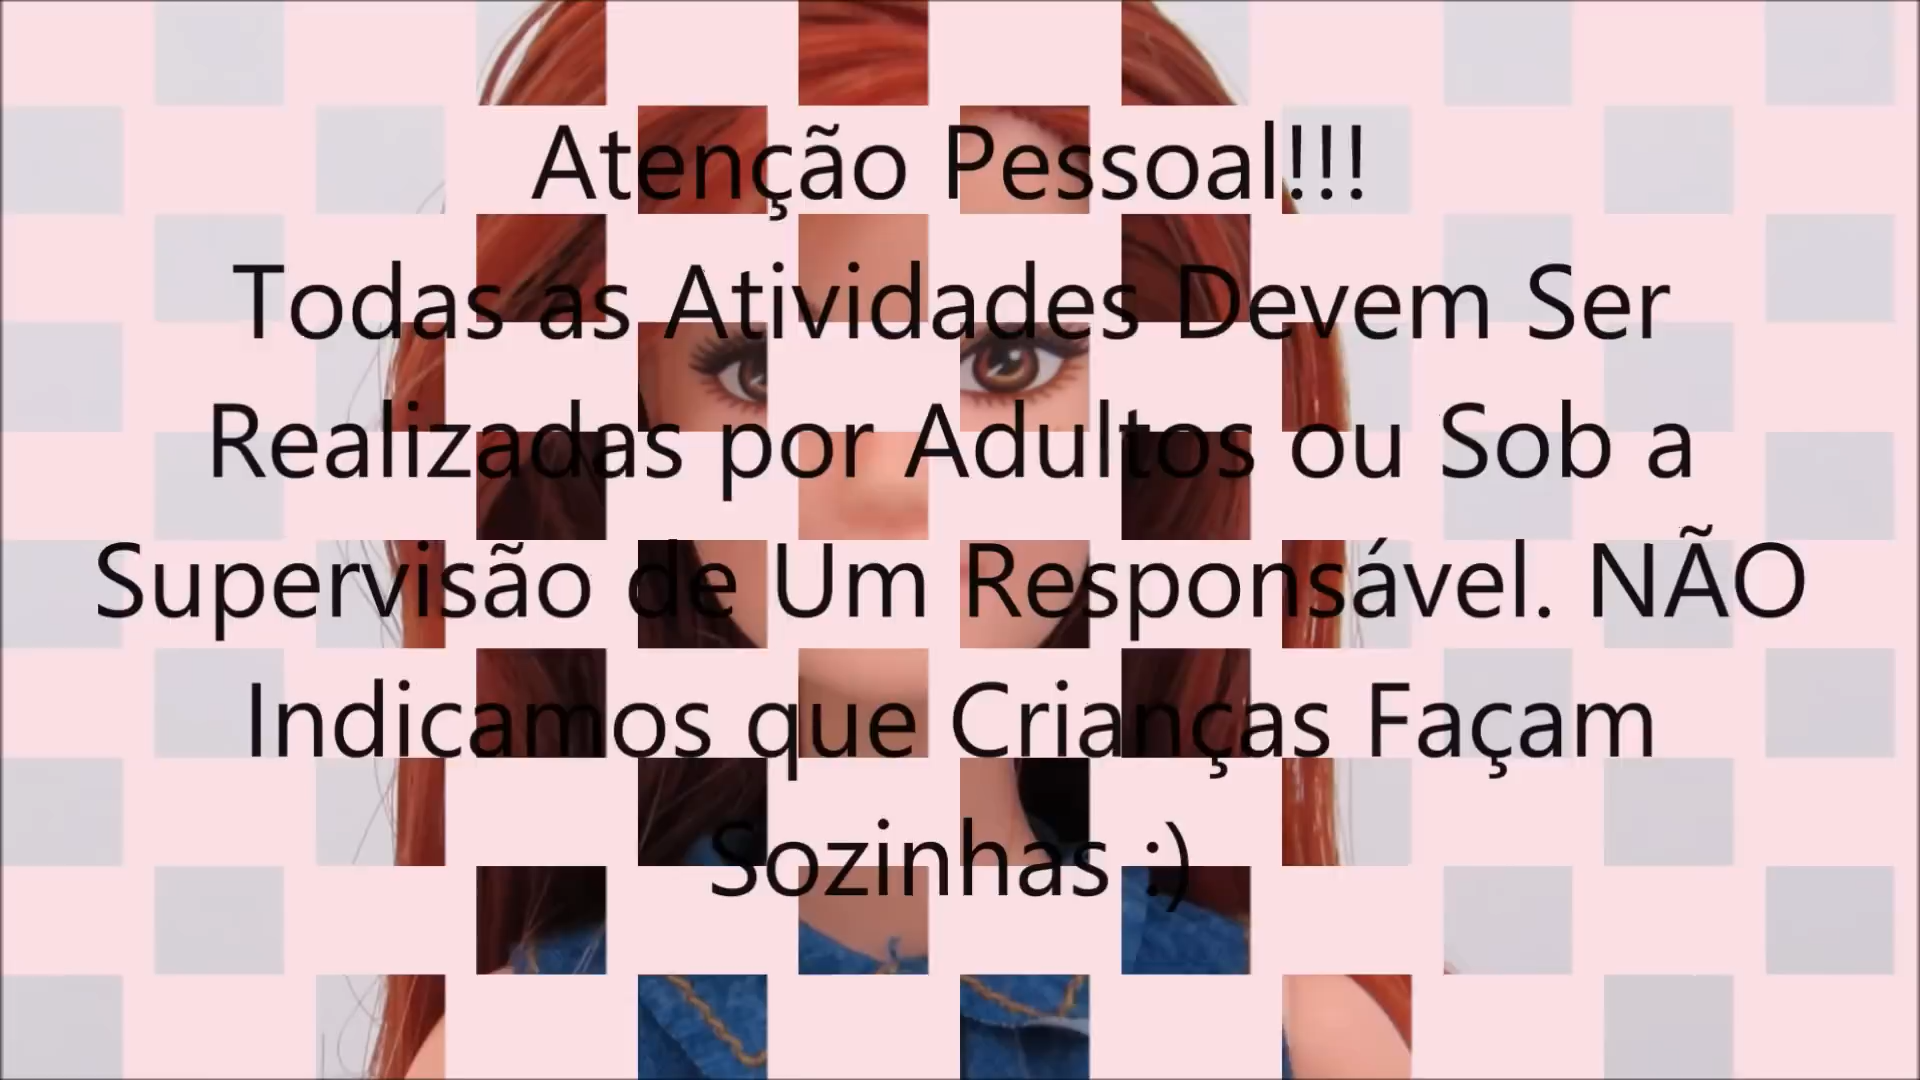 Atenção Pessoal!!!
Todas as Atividades Devem Ser
Realizadas por Adultos ou Sob a
Supervisão de Um Responsável. NÃO
Indicamos que Crianças Façam
Sozinhas :)